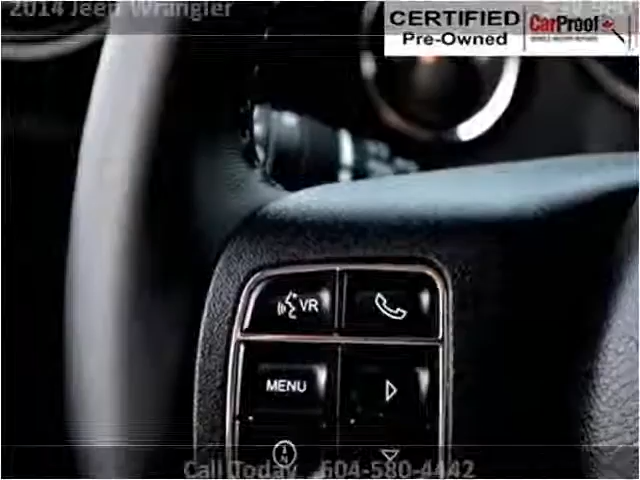 2014 Jeep Wrangler
CERTIFIED
Pre-Owned
CarProof
VR
MENU
N
Call Today 604-580-4442